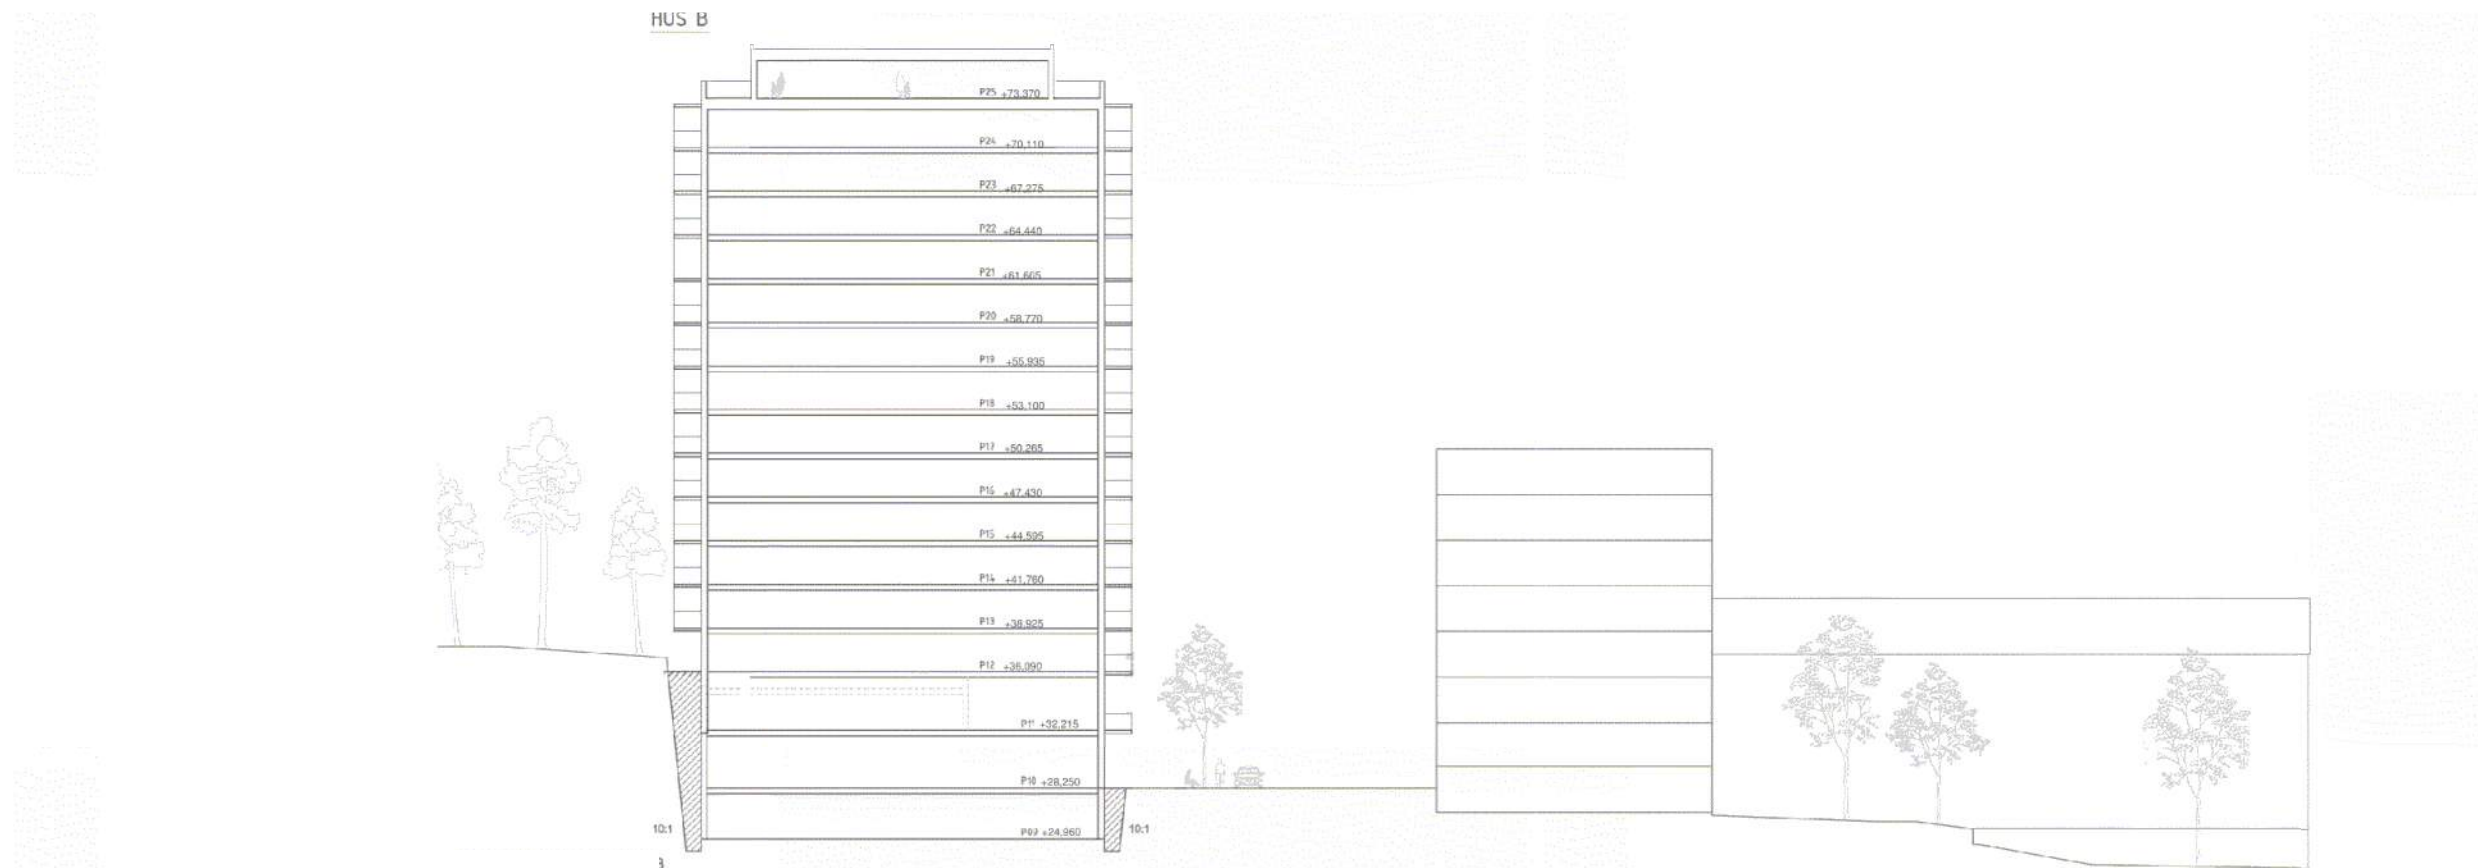 HUS B
P25 +73,370
P24 +70,110
P23 +67,275
P22 +64,440
P21 +61,605
P20 +58,770
P19 +55,935
P18 +53,100
P17 +50,265
P16 +47,430
P15 +44,595
P14 +41,760
P13 +38,925
P12 +36,090
P11 +32,215
P10 +28,250
10:1 P09 +24,960 10:1